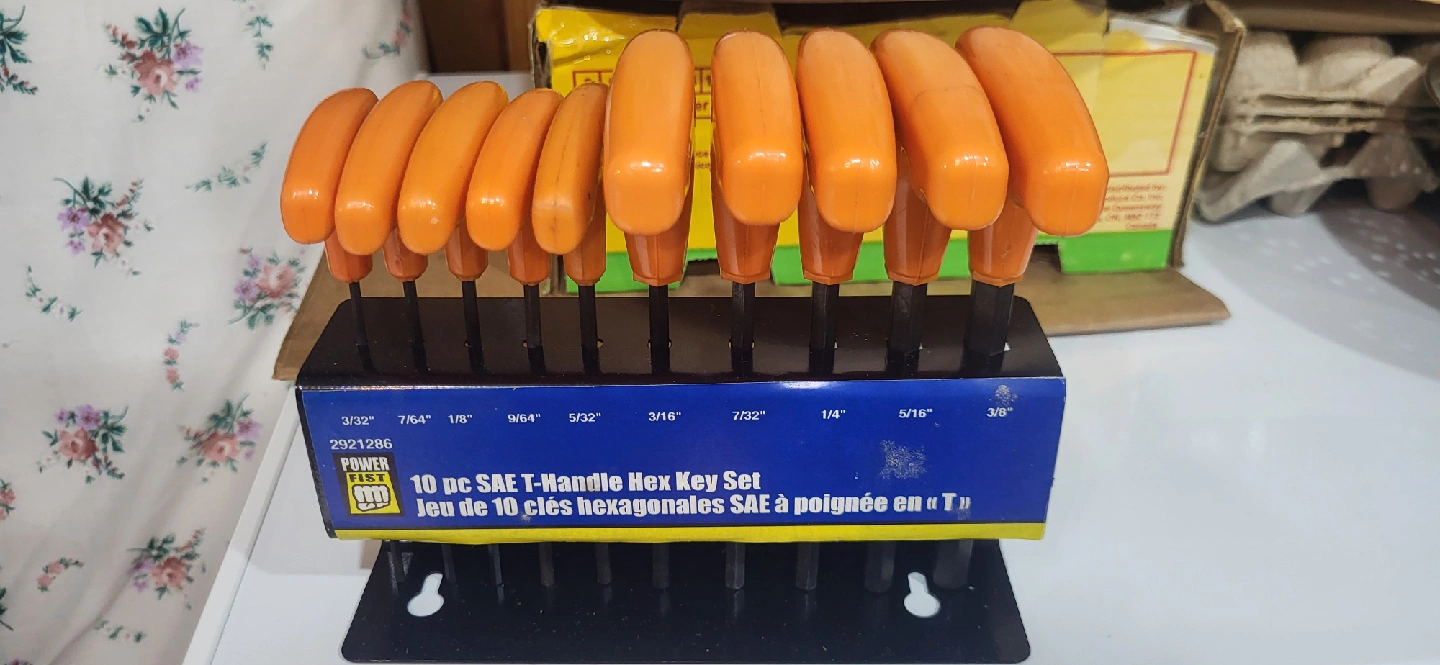 3/32" 7/64" 1/8" 9/64" 5/32" 3/16" 7/32" 1/4" 5/16" 3/8"
2921286
POWER
FIST
10 pc SAE T-Handle Hex Key Set
Jeu de 10 clés hexagonales SAE à poignée en « T »
Canada